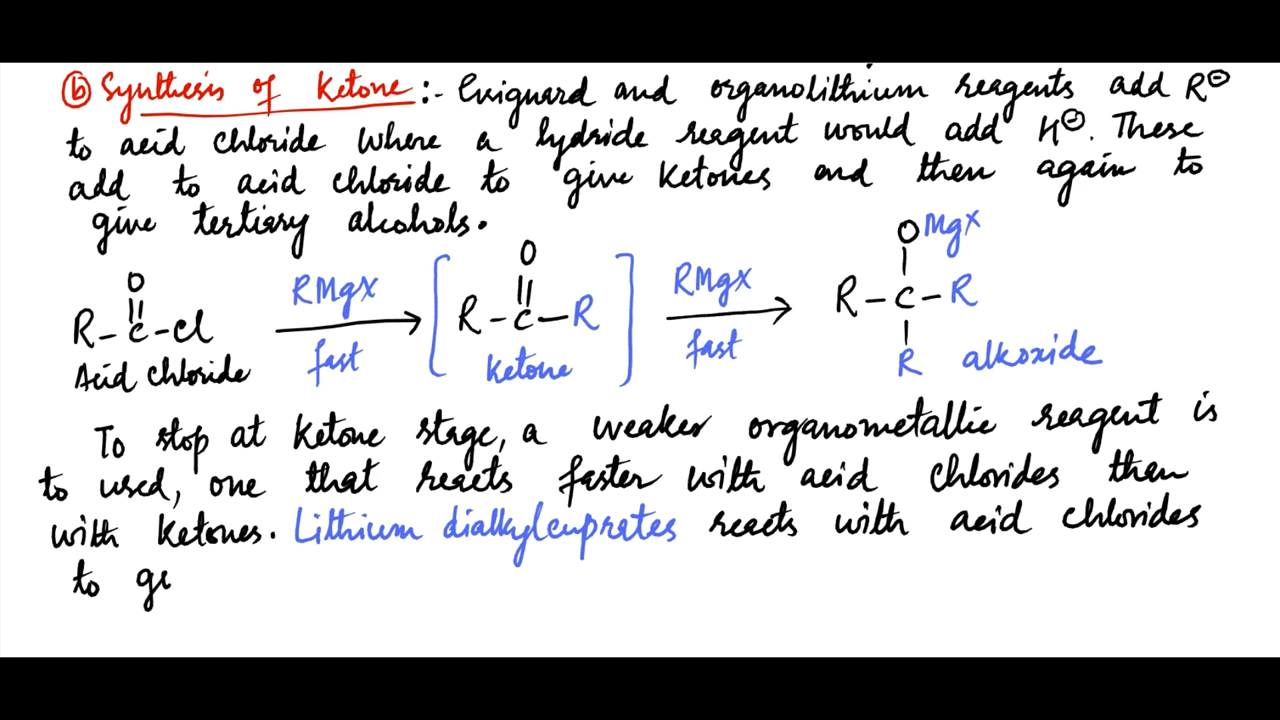 ⓑ Synthesis of Ketone :- Griignard and organolithium reagents add R⊖
to acid chloride where a hydride reagent would add H⊖. These
add to acid chloride to give Ketones and then again to
give tertiary alcohols.
O
R-C-Cl
Acid chloride
RMgX
fast
O
R-C-R
Ketone
RMgX
fast
OMgX
R-C-R
R alkoxide
To stop at Ketone stage, a weaker organometallic reagent is
to used, one that reacts faster with acid chlorides then
with Ketones. Lithium dialkylcuprates reacts with acid chlorides
to ge